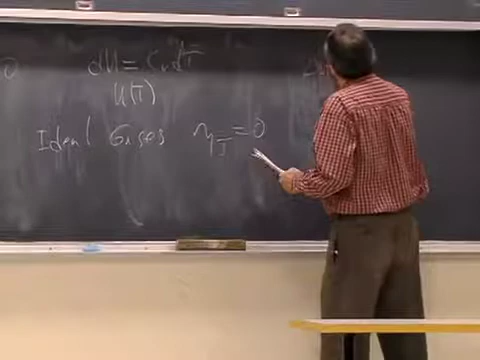 dU = CvdT
U(T)
Ideal Gases η_J = 0